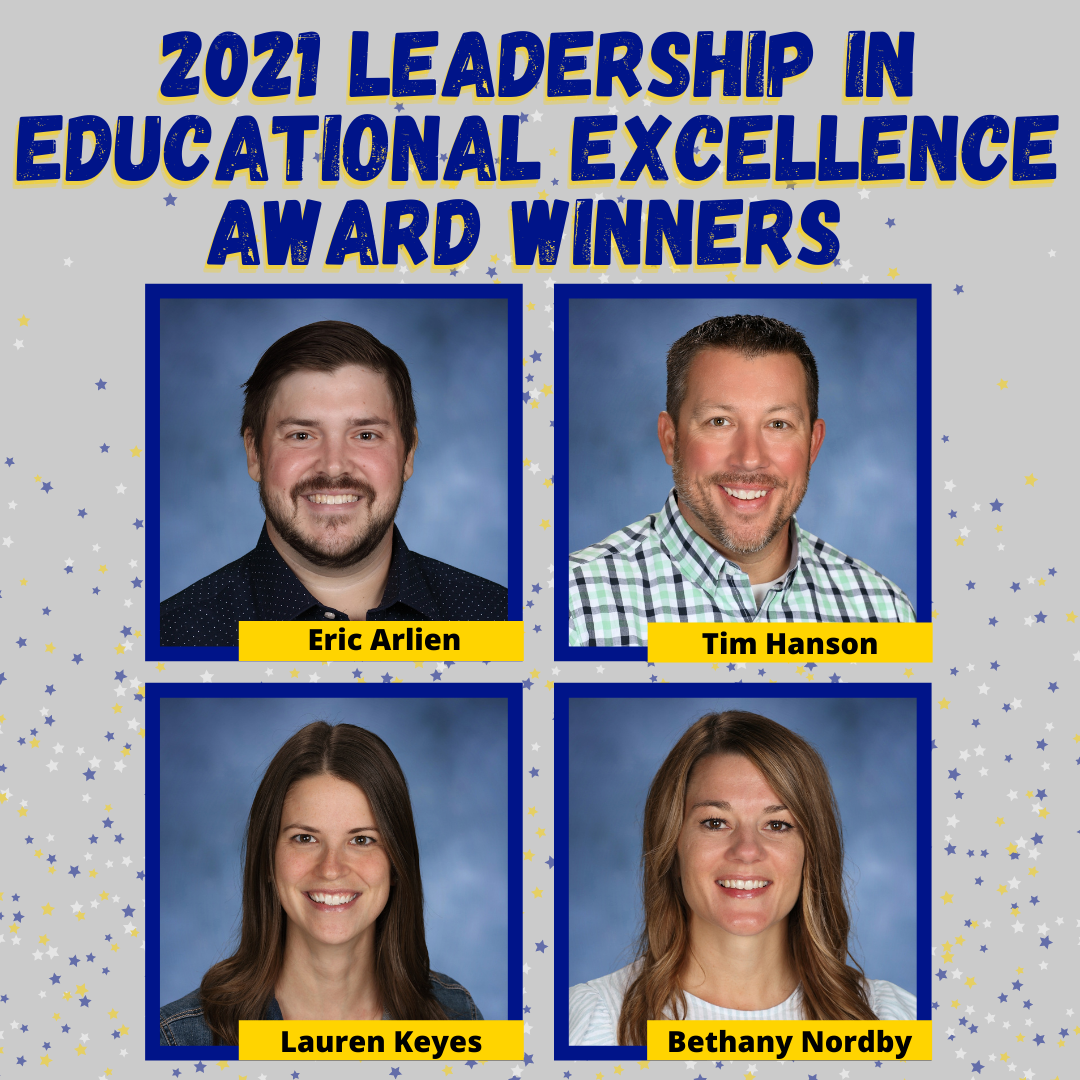 2021 LEADERSHIP IN
EDUCATIONAL EXCELLENCE
AWARD WINNERS
Eric Arlien
Tim Hanson
Lauren Keyes
Bethany Nordby